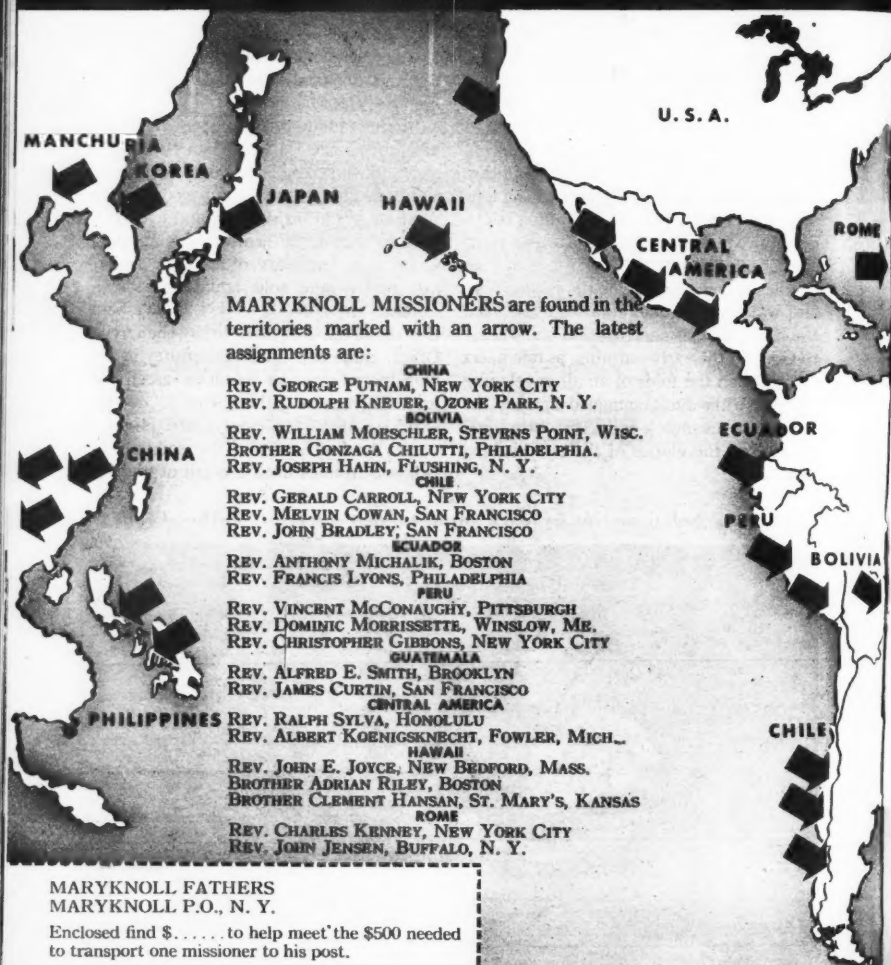 U. S. A.
MANCHURIA
KOREA
JAPAN
HAWAII
ROME
CENTRAL
AMERICA
MARYKNOLL MISSIONERS are found in the
territories marked with an arrow. The latest
assignments are:
CHINA
REV. GEORGE PUTNAM, NEW YORK CITY
REV. RUDOLPH KNEUER, OZONE PARK, N. Y.
BOLIVIA
REV. WILLIAM MOESCHLER, STEVENS POINT, WISC.
BROTHER GONZAGA CHILUTTI, PHILADELPHIA.
REV. JOSEPH HAHN, FLUSHING, N. Y.
CHILE
REV. GERALD CARROLL, NEW YORK CITY
REV. MELVIN COWAN, SAN FRANCISCO
REV. JOHN BRADLEY, SAN FRANCISCO
ECUADOR
REV. ANTHONY MICHALIK, BOSTON
REV. FRANCIS LYONS, PHILADELPHIA
PERU
REV. VINCENT MCCONAUGHY, PITTSBURGH
REV. DOMINIC MORRISSETTE, WINSLOW, ME.
REV. CHRISTOPHER GIBBONS, NEW YORK CITY
GUATEMALA
REV. ALFRED E. SMITH, BROOKLYN
REV. JAMES CURTIN, SAN FRANCISCO
CENTRAL AMERICA
REV. RALPH SYLVA, HONOLULU
REV. ALBERT KOENIGSKNECHT, FOWLER, MICH.
HAWAII
REV. JOHN E. JOYCE, NEW BEDFORD, MASS.
BROTHER ADRIAN RILEY, BOSTON
BROTHER CLEMENT HANSAN, ST. MARY'S, KANSAS
ROME
REV. CHARLES KENNEY, NEW YORK CITY
REV. JOHN JENSEN, BUFFALO, N. Y.
CHINA
PHILIPPINES
ECUADOR
PERU
BOLIVIA
CHILE
MARYKNOLL FATHERS
MARYKNOLL P.O., N. Y.
Enclosed find $...... to help meet the $500 needed
to transport one missioner to his post.